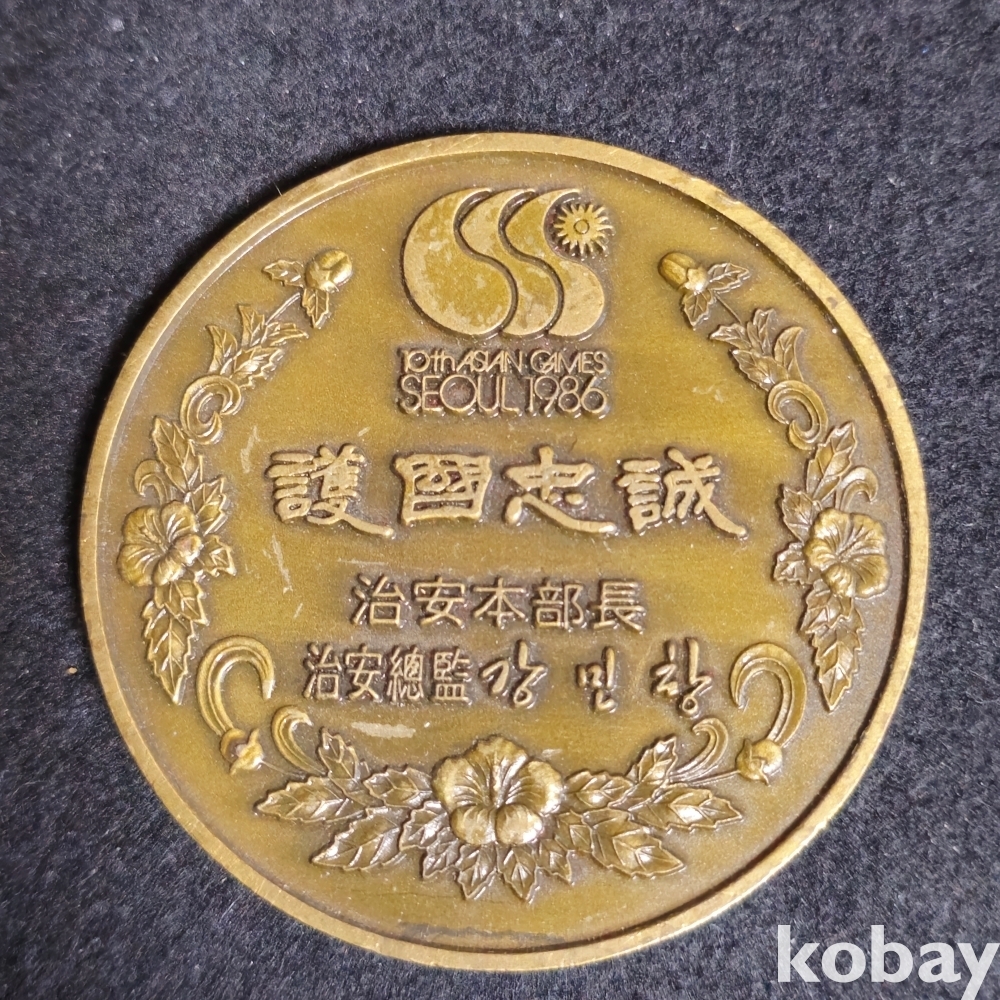 10th ASIAN GAMES
SEOUL 1986
護國忠誠
治安本部長
治安總監 강민창
kobay